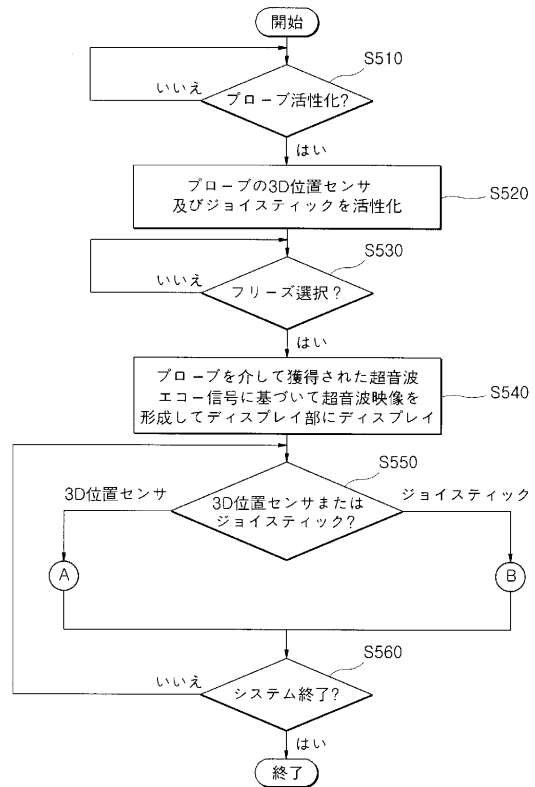 開始
S510
プローブ活性化?
いいえ
はい
プローブの3D位置センサ
及びジョイスティックを活性化
S520
S530
いいえ
フリーズ選択?
はい
プローブを介して獲得された超音波
エコー信号に基づいて超音波映像を
形成してディスプレイ部にディスプレイ
S540
S550
3D位置センサ
3D位置センサまたは
ジョイスティック?
ジョイスティック
A
B
S560
いいえ
システム終了?
はい
終了